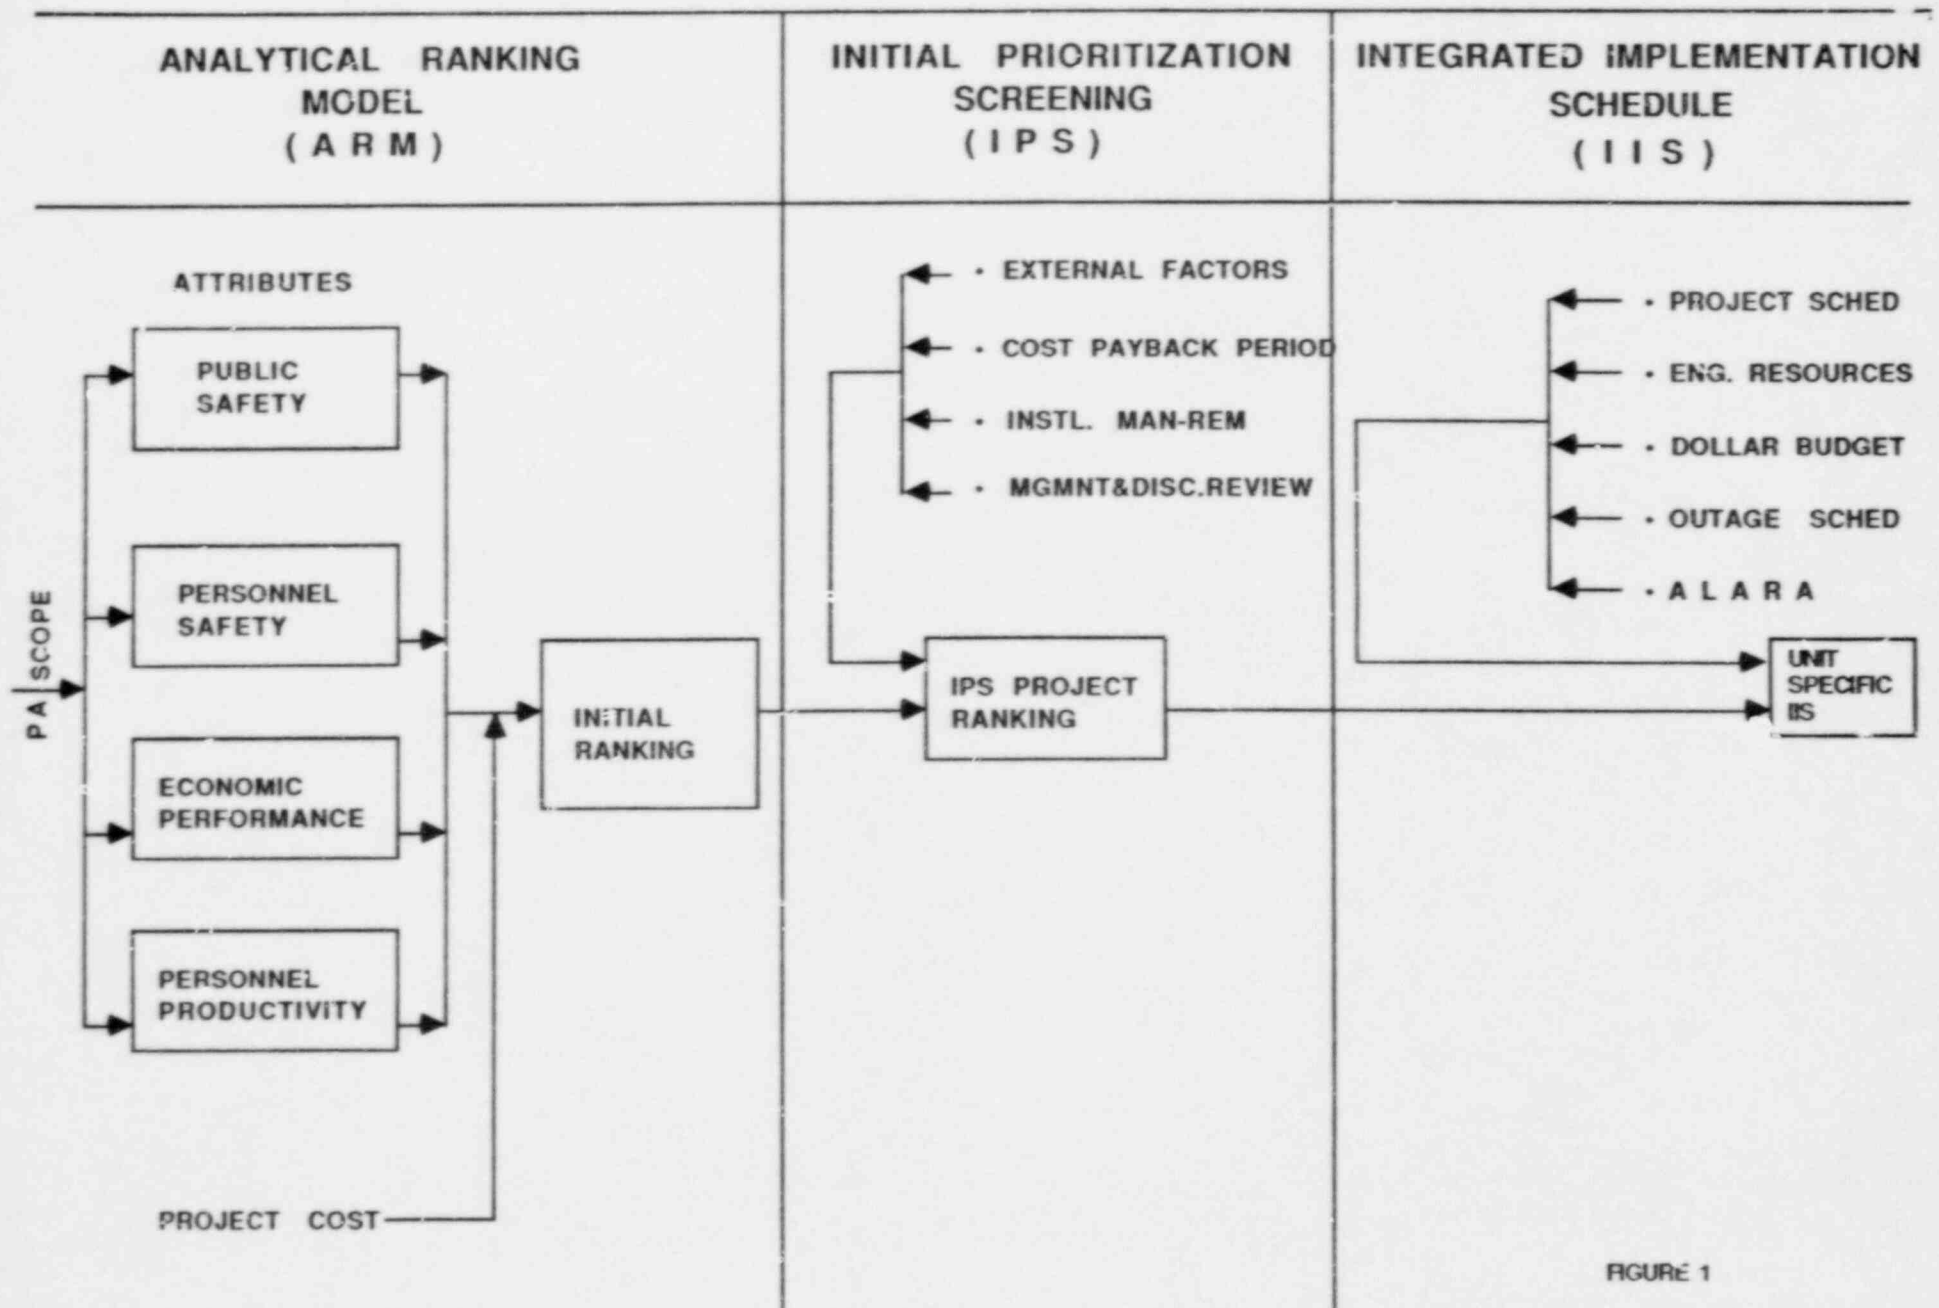 ANALYTICAL RANKING
MODEL
( A R M )
INITIAL PRIORITIZATION
SCREENING
( I P S )
INTEGRATED IMPLEMENTATION
SCHEDULE
( I I S )
ATTRIBUTES
PUBLIC
SAFETY
PERSONNEL
SAFETY
ECONOMIC
PERFORMANCE
PERSONNEL
PRODUCTIVITY
PA SCOPE
PROJECT COST
INITIAL
RANKING
• EXTERNAL FACTORS
• COST PAYBACK PERIOD
• INSTL. MAN-REM
• MGMNT&DISC.REVIEW
IPS PROJECT
RANKING
• PROJECT SCHED
• ENG. RESOURCES
• DOLLAR BUDGET
• OUTAGE SCHED
• A L A R A
UNIT
SPECIFIC
IIS
FIGURE 1